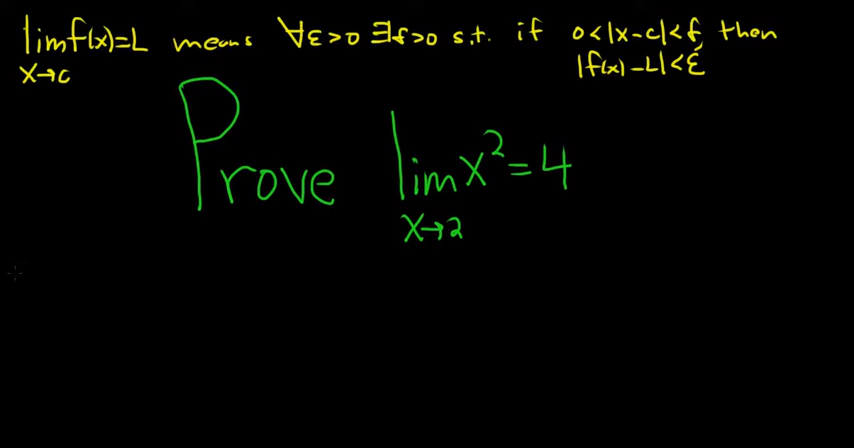 lim f(x)=L means ∀ε>0 ∃δ>0 s.t. if 0<|x-c|<δ, then
x→c |f(x)-L|<ε
Prove lim x²=4
x→2